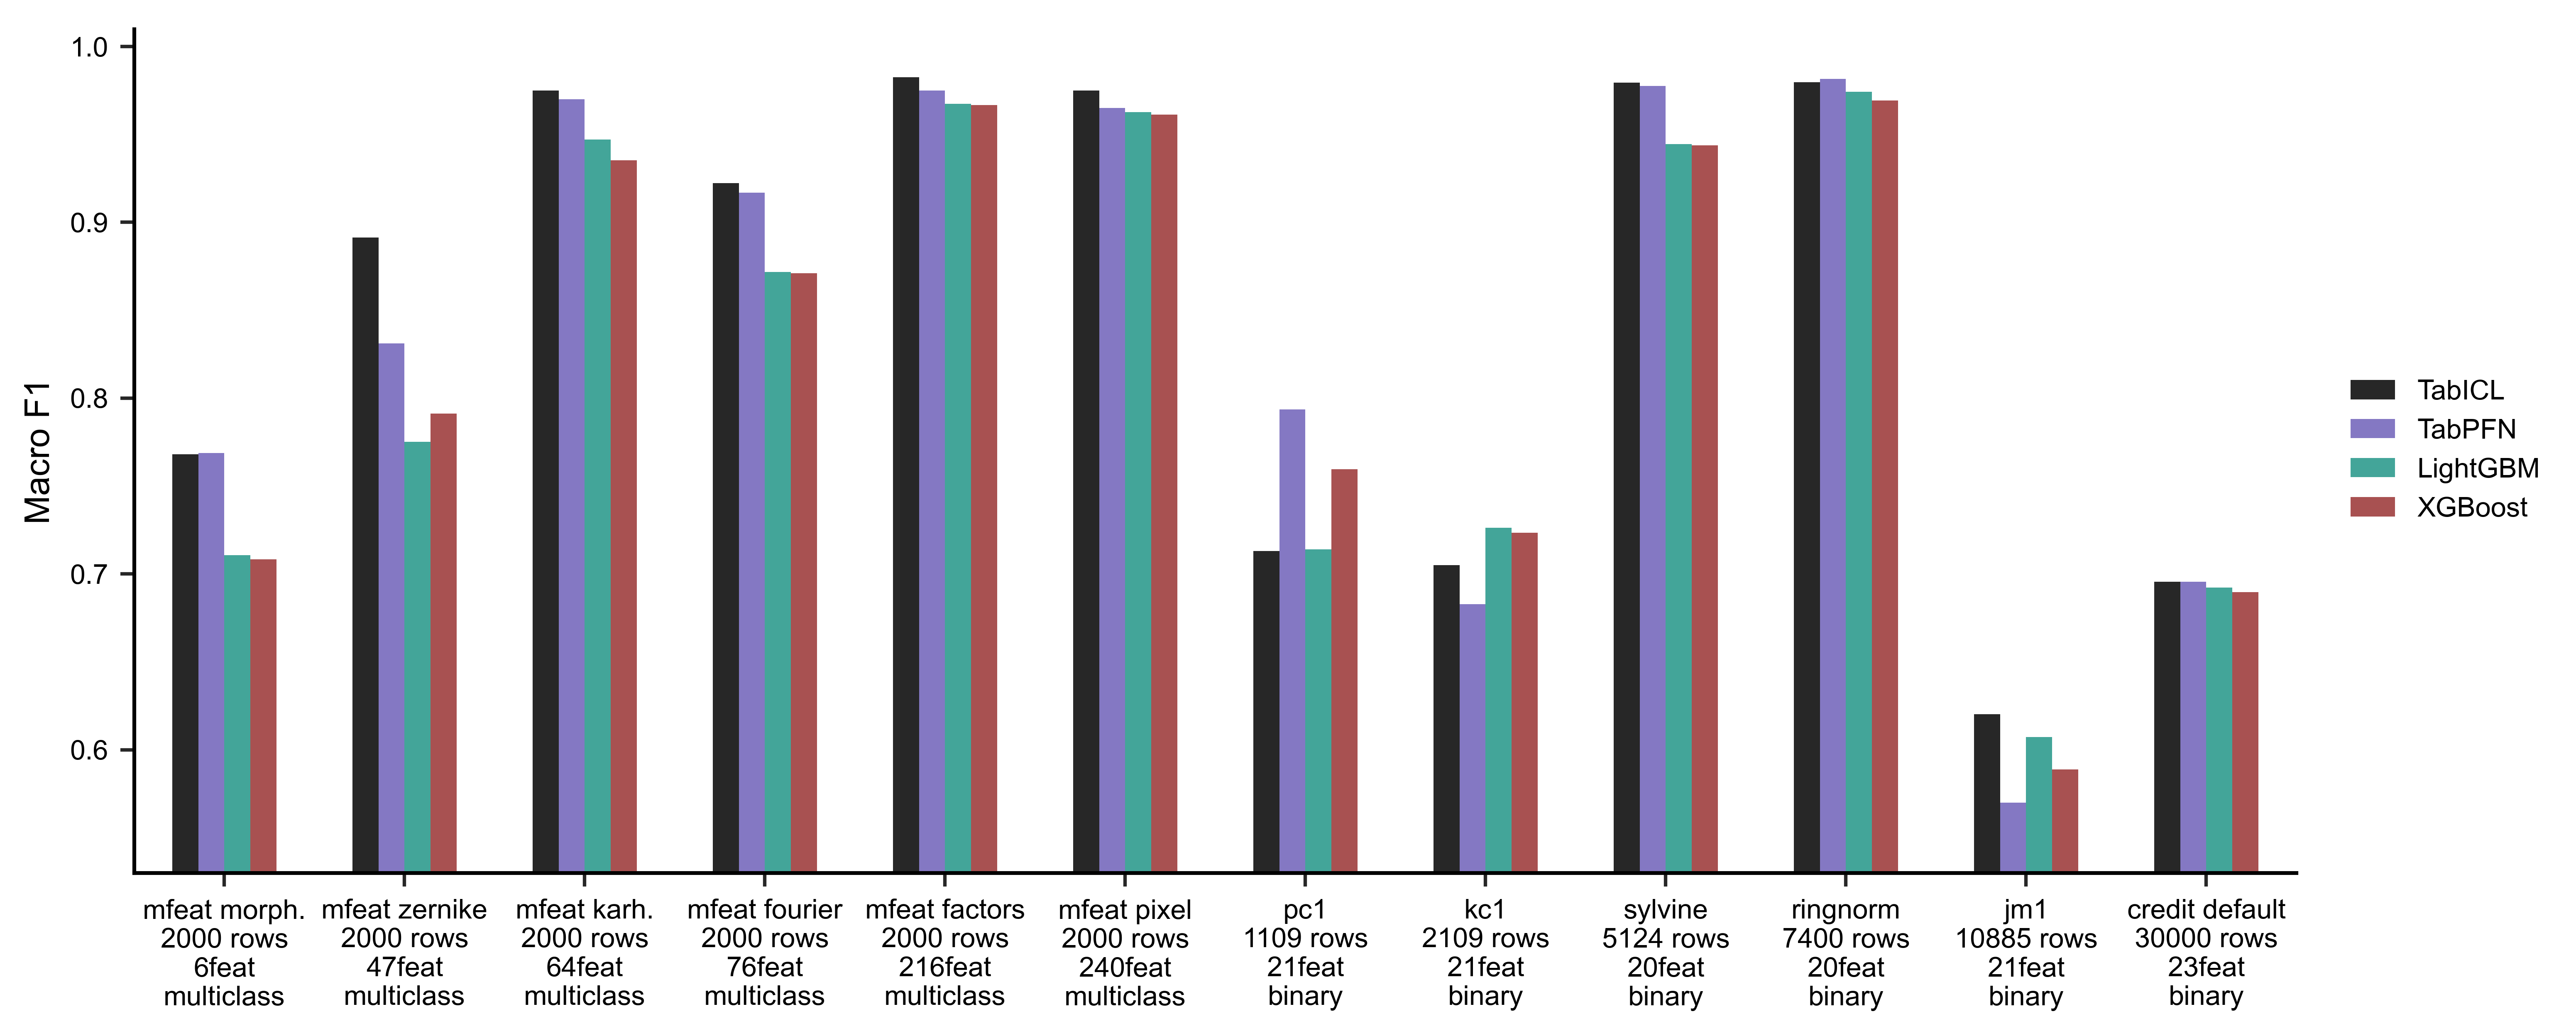 Macro F1
1.0
0.9
0.8
0.7
0.6
mfeat morph.
2000 rows
6feat
multiclass
mfeat zernike
2000 rows
47feat
multiclass
mfeat karh.
2000 rows
64feat
multiclass
mfeat fourier
2000 rows
76feat
multiclass
mfeat factors
2000 rows
216feat
multiclass
mfeat pixel
2000 rows
240feat
multiclass
pc1
1109 rows
21feat
binary
kc1
2109 rows
21feat
binary
sylvine
5124 rows
20feat
binary
ringnorm
7400 rows
20feat
binary
jm1
10885 rows
21feat
binary
credit default
30000 rows
23feat
binary
TabICL
TabPFN
LightGBM
XGBoost